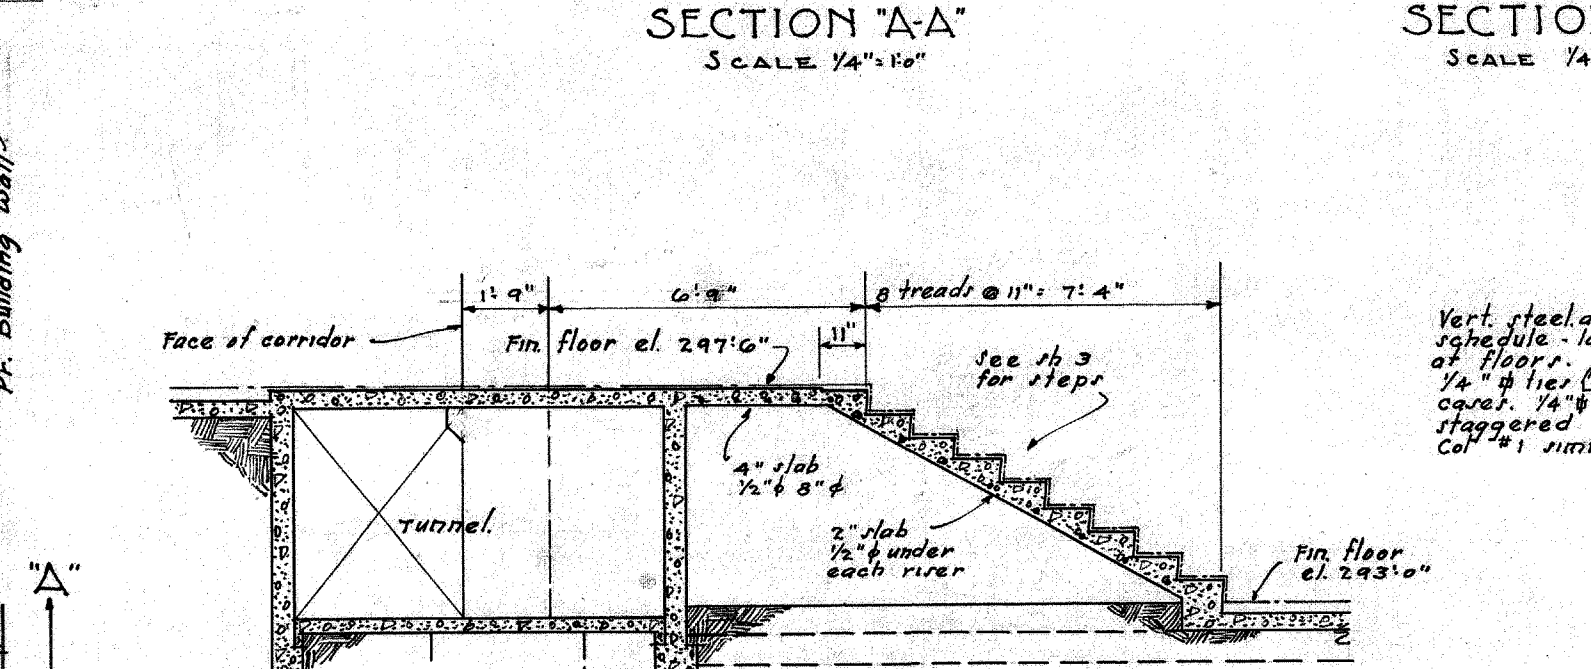 SECTION "A-A"
SCALE 1/4"=1'-0"
SECTIO
SCALE 1/4
Pr. Building Walls
1'-9"
6'-9"
8 treads @ 11" = 7'-4"
Face of corridor
Fin. floor el. 297'-6"
11"
See sh 3
for steps
4" slab
1/2" ϕ 8" ¢
Tunnel.
2" slab
1/2" ϕ under
each riser
Fin. floor
el. 293'-0"
"A"
Vert. steel
schedule -
at floors.
1/4" ϕ ties
cases. 1/4" ϕ
staggered
Col #1